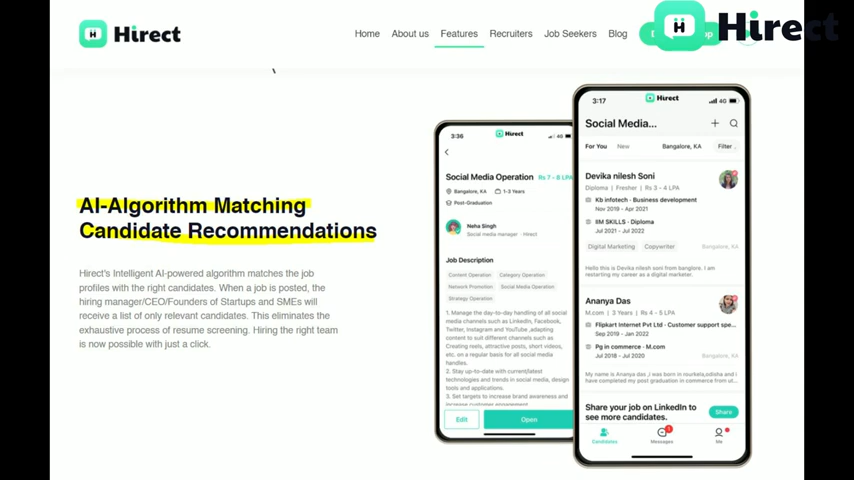 Hirect
Home About us Features Recruiters Job Seekers Blog
Hirect
AI-Algorithm Matching
Candidate Recommendations
Hirect's Intelligent AI-powered algorithm matches the job
profiles with the right candidates. When a job is posted, the
hiring manager/CEO/Founders of Startups and SMEs will
receive a list of only relevant candidates. This eliminates the
exhaustive process of resume screening. Hiring the right team
is now possible with just a click.
3:36 Hirect 4G
Social Media Operation Rs 7 - 8 LPA
Bangalore, KA 1-3 Years
Post-Graduation
Neha Singh
Social media manager · Hirect
Job Description
Content Operation Category Operation
Network Promotion Social Media Operation
Strategy Operation
1. Manage the day-to-day handling of all social
media channels such as LinkedIn, Facebook,
Twitter, Instagram and YouTube ,adapting
content to suit different channels such as
Creating reels, attractive posts, short videos,
etc, on a regular basis for all social media
handles.
2. Stay up-to-date with current/latest
technologies and trends in social media, design
tools and applications.
3. Set targets to increase brand awareness and
increase customer engagement
Edit Open
3:17 Hirect 4G
Social Media... +
For You New Bangalore, KA Filter
Devika nilesh Soni
Diploma | Fresher | Rs 3 - 4 LPA
Kb infotech · Business development
Nov 2019 - Apr 2021
IIM SKILLS · Diploma
Jul 2021 - Jul 2022
Digital Marketing Copywriter Bangalore, KA
Hello this is Devika nilesh soni from banglore. I am
restarting my career as a digital marketer.
Ananya Das
M.com | 3 Years | Rs 4 - 5 LPA
Flipkart Internet Pvt Ltd · Customer support spe...
Sep 2019 - Jan 2022
Pg in commerce · M.com
Jul 2018 - Jul 2020 Bangalore, KA
My name is Ananya das ,i was born in rourkela,odisha and i
have completed my post graduation in commerce from ut...
Share your job on LinkedIn to
see more candidates.
Share
Candidates Messages Me